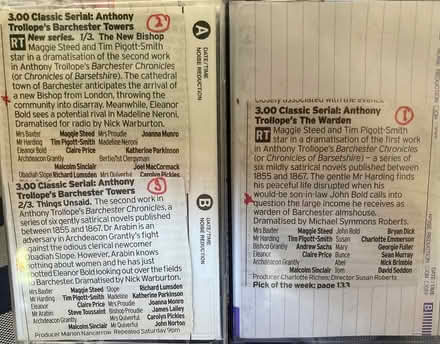 3.00 Classic Serial: Anthony
Trollope's Barchester Towers
2
RT New series. 1/3. The New Bishop
Maggie Steed and Tim Pigott-Smith
star in a dramatisation of the second work
in Anthony Trollope's Barchester Chronicles
(or Chronicles of Barsetshire). The cathedral
town of Barchester anticipates the arrival
of a new Bishop from London, throwing the
community into disarray. Meanwhile, Eleanor
Bold sees a potential rival in Madeline Neroni.
Dramatised for radio by Nick Warburton.
Mrs Baxter Maggie Steed Mrs Proudie Joanna Monro
Mr Harding Tim Pigott-Smith Madeline
Eleanor Bold Claire Price Katherine Parkinson
Archdeacon Grantly Bertie/1st Clergyman
Malcolm Sinclair Joel MacCormack
Obadiah Slope Richard Lumsden Mrs Quiverful Carolyn Pickles
3.00 Classic Serial: Anthony
Trollope's Barchester Towers
3
2/3. Things Unsaid. The second work in
Anthony Trollope's Barchester Chronicles, a
series of six gently satirical novels published
between 1855 and 1867. Dr Arabin is an
adversary in Archdeacon Grantly's fight
against the odious clerical newcomer
Obadiah Slope. However, Arabin knows
nothing about women and he has just
spotted Eleanor Bold looking out over the fields
to Barchester. Dramatised by Nick Warburton.
Mrs Baxter Maggie Steed Slope Richard Lumsden
Mr Harding Tim Pigott-Smith Madeline Katherine Parkinson
Eleanor Claire Price Mrs Proudie Joanna Monro
Mr Arabin Steve Toussaint Bishop Proudie James Lailey
Archdeacon Grantly Mrs Quiverful Carolyn Pickles
Malcolm Sinclair Mr Quiverful John Norton
Producer Marion Nancarrow Repeated Saturday 9pm
A
DATE/TIME
NOISE REDUCTION
B
DATE/TIME
NOISE REDUCTION
closely associated with the events
3.00 Classic Serial: Anthony
Trollope's The Warden
1
RT Maggie Steed and Tim Pigott-Smith
star in a dramatisation of the first work
in Anthony Trollope's Barchester Chronicles
(or Chronicles of Barsetshire) – a series
of six mildly satirical novels published between
1855 and 1867. The gentle Mr Harding finds
his peaceful life disrupted when his
would-be son-in-law John Bold calls into
question the large income he receives as
warden of Barchester almshouse.
Dramatised by Michael Symmons Roberts.
Mrs Baxter Maggie Steed John Bold Bryan Dick
Mr Harding Tim Pigott-Smith Susan Charlotte Emmerson
Bishop Grantly Andrew Sachs Mary Georgie Fuller
Eleanor Claire Price Bunce Sean Murray
Archdeacon Grantly Abel Nick Brimble
Malcolm Sinclair Tom David Seddon
Producer Charlotte Riches; Director Susan Roberts
Pick of the week: page 133